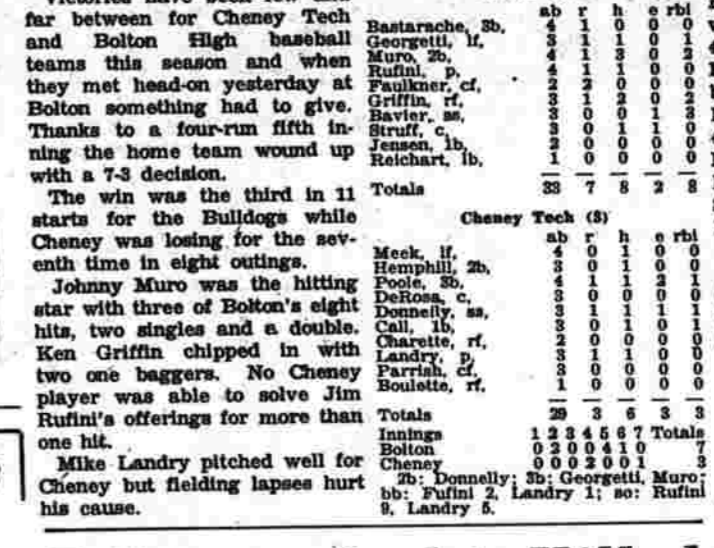 Victories have been few and
far between for Cheney Tech
and Bolton High baseball
teams this season and when
they met head-on yesterday at
Bolton something had to give.
Thanks to a four-run fifth in-
ning the home team wound up
with a 7-3 decision.
The win was the third in 11
starts for the Bulldogs while
Cheney was losing for the sev-
enth time in eight outings.
Johnny Muro was the hitting
star with three of Bolton's eight
hits, two singles and a double.
Ken Griffin chipped in with
two one baggers. No Cheney
player was able to solve Jim
Rufini's offerings for more than
one hit.
Mike Landry pitched well for
Cheney but fielding lapses hurt
his cause.
ab r h e rbi
Bastarache, 3b, 4 1 0 0 0
Georgetti, lf, 3 1 1 0 1
Muro, 2b, 4 1 3 0 2
Rufini, p, 4 1 1 0 0
Faulkner, cf, 2 2 0 0 0
Griffin, rf, 3 1 2 0 2
Bavier, ss, 3 0 0 1 3
Struff, c, 3 0 1 1 0
Jensen, 1b, 2 0 0 0 0
Reichart, 1b, 1 0 0 0 0
Totals 33 7 8 2 8
Cheney Tech (3)
ab r h e rbi
Meek, lf, 4 0 1 0 0
Hemphill, 2b, 3 0 1 0 0
Poole, 3b, 4 1 1 2 1
DeRosa, c, 3 0 0 0 0
Donnelly, ss, 3 1 1 1 1
Call, 1b, 3 0 1 0 1
Charette, rf, 2 0 0 0 0
Landry, p, 3 1 1 0 0
Parrish, cf, 3 0 0 0 0
Boulette, rf, 1 0 0 0 0
Totals 29 3 6 3 3
Innings 1 2 3 4 5 6 7 Totals
Bolton 0 2 0 0 4 1 0 7
Cheney 0 0 0 2 0 0 1 3
2b: Donnelly; 3b: Georgetti, Muro;
bb: Fufini 2, Landry 1; so: Rufini
9, Landry 5.